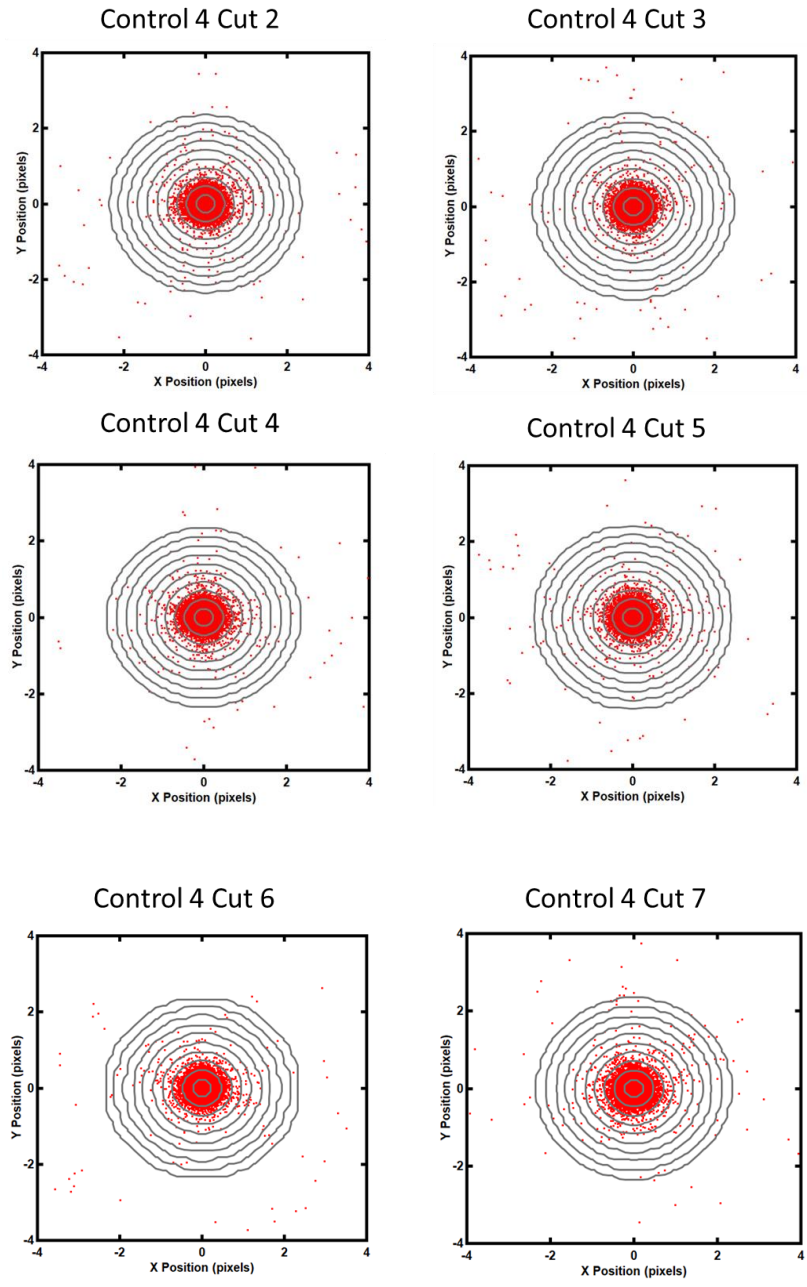 Control 4 Cut 2
4
2
0
-2
-4
Y Position (pixels)
-4 -2 0 2 4
X Position (pixels)
Control 4 Cut 3
4
2
0
-2
-4
Y Position (pixels)
-4 -2 0 2 4
X Position (pixels)
Control 4 Cut 4
4
2
0
-2
-4
Y Position (pixels)
-4 -2 0 2 4
X Position (pixels)
Control 4 Cut 5
4
2
0
-2
-4
Y Position (pixels)
-4 -2 0 2 4
X Position (pixels)
Control 4 Cut 6
4
2
0
-2
-4
Y Position (pixels)
-4 -2 0 2 4
X Position (pixels)
Control 4 Cut 7
4
2
0
-2
-4
Y Position (pixels)
-4 -2 0 2 4
X Position (pixels)